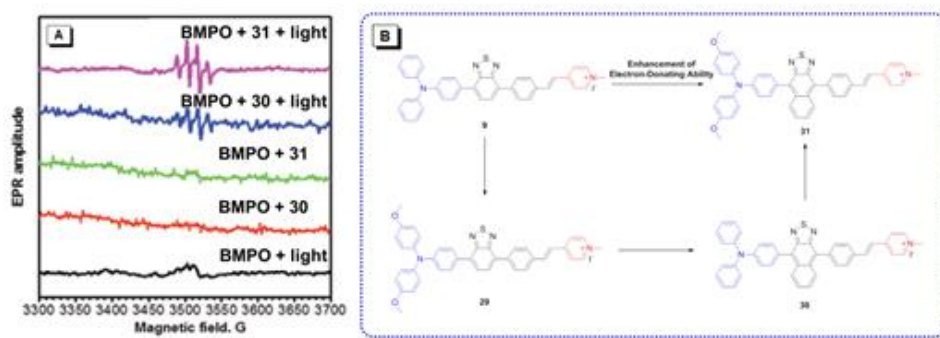 A
BMPO + 31 + light
BMPO + 30 + light
BMPO + 31
BMPO + 30
BMPO + light
EPR amplitude
3300 3350 3400 3450 3500 3550 3600 3650 3700
Magnetic field. G
B
S
N N
N
N
I
9
Enhancement of
Electron-Donating Ability
O
S
N N
N
N
O
31
O
S
N N
N
N
I
O
29
S
N N
N
N
30